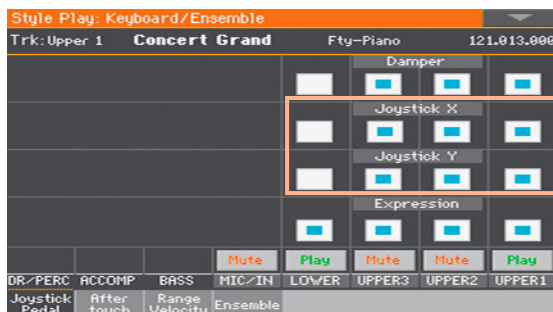 Style Play: Keyboard/Ensemble
Trk: Upper 1 Concert Grand Fty-Piano 121.013.000
Damper
Joystick X
Joystick Y
Expression
Mute Play Mute Mute Play
DR/PERC ACCOMP BASS MIC/IN LOWER UPPER3 UPPER2 UPPER1
Joystick After Range Ensemble
Pedal touch Velocity